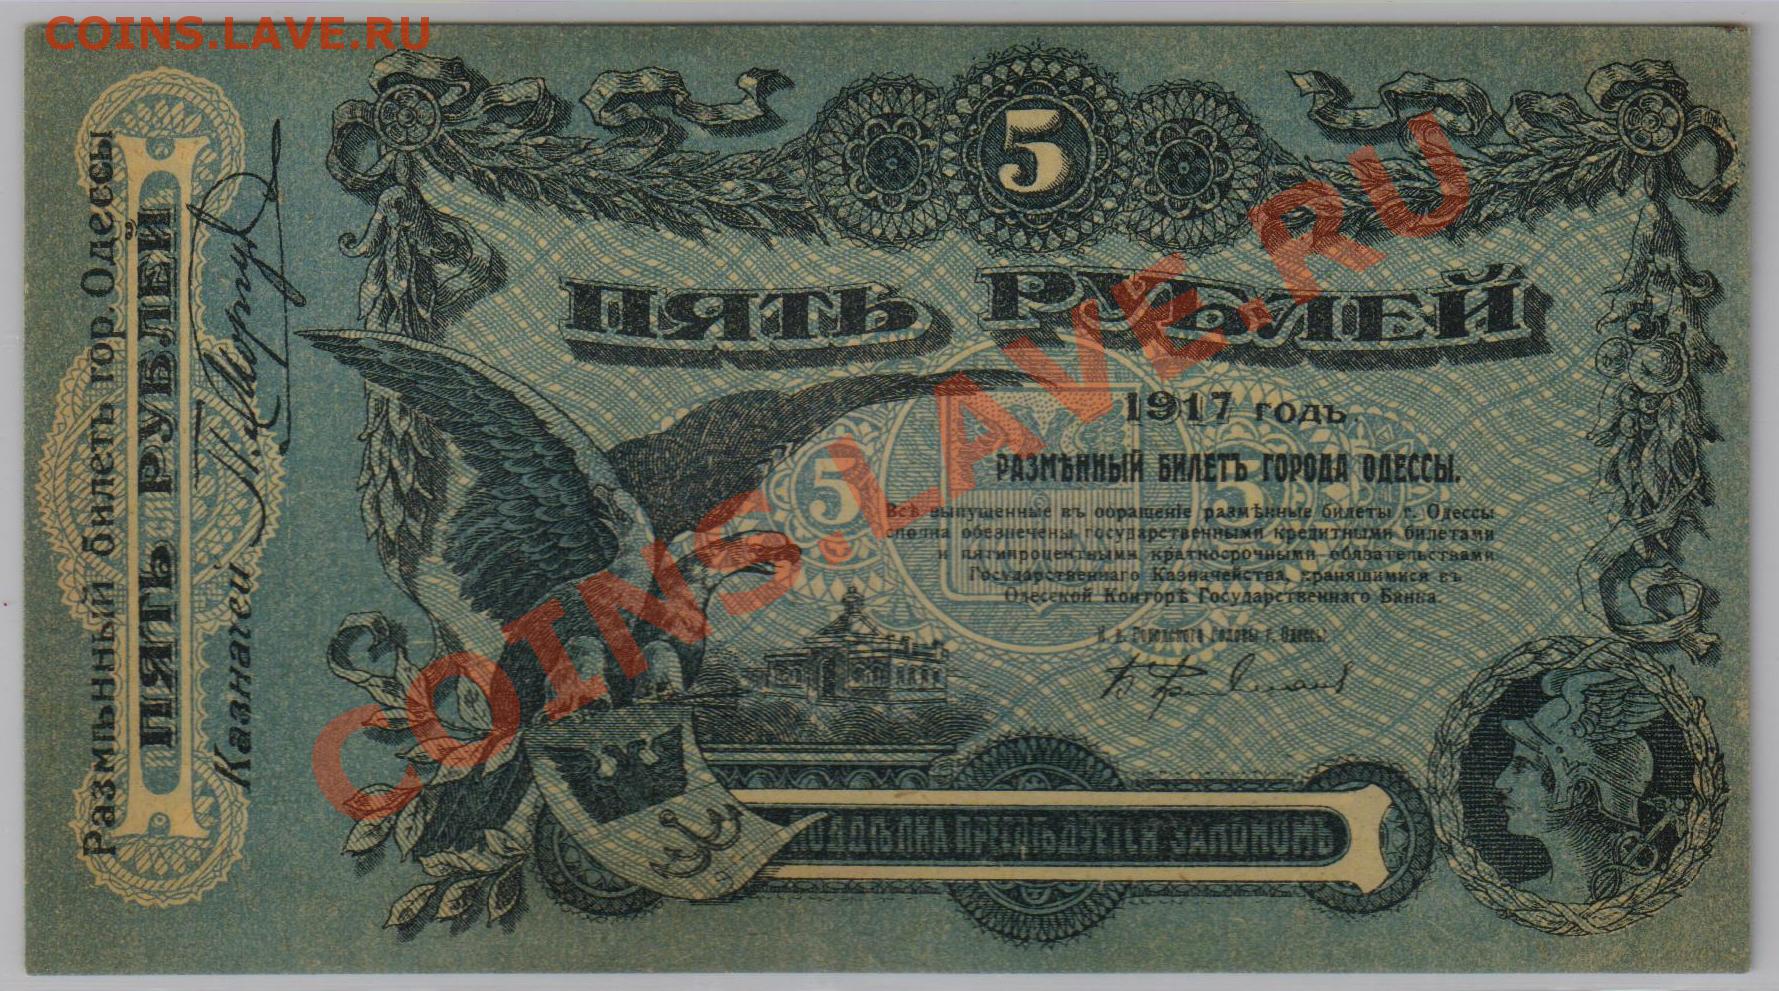 COINS.LAVE.RU
Размѣнный билетъ гор. Одессы
ПЯТЬ РУБЛЕЙ
Казначей
5
ПЯТЬ РУБЛЕЙ
1917 годъ.
РАЗМѢННЫЙ БИЛЕТЪ ГОРОДА ОДЕССЫ.
5 5
Всѣ выпущенные въ обращеніе размѣнные билеты г. Одессы
сполна обезпечены государственными кредитными билетами
и пятипроцентными краткосрочными обязательствами
Государственнаго Казначейства, хранящимися въ
Одесской Конторѣ Государственнаго Банка.
И. д. Городского Головы г. Одессы
ПОДДѢЛКА ПРЕСЛѢДУЕТСЯ ЗАКОНОМЪ
COINS.LAVE.RU